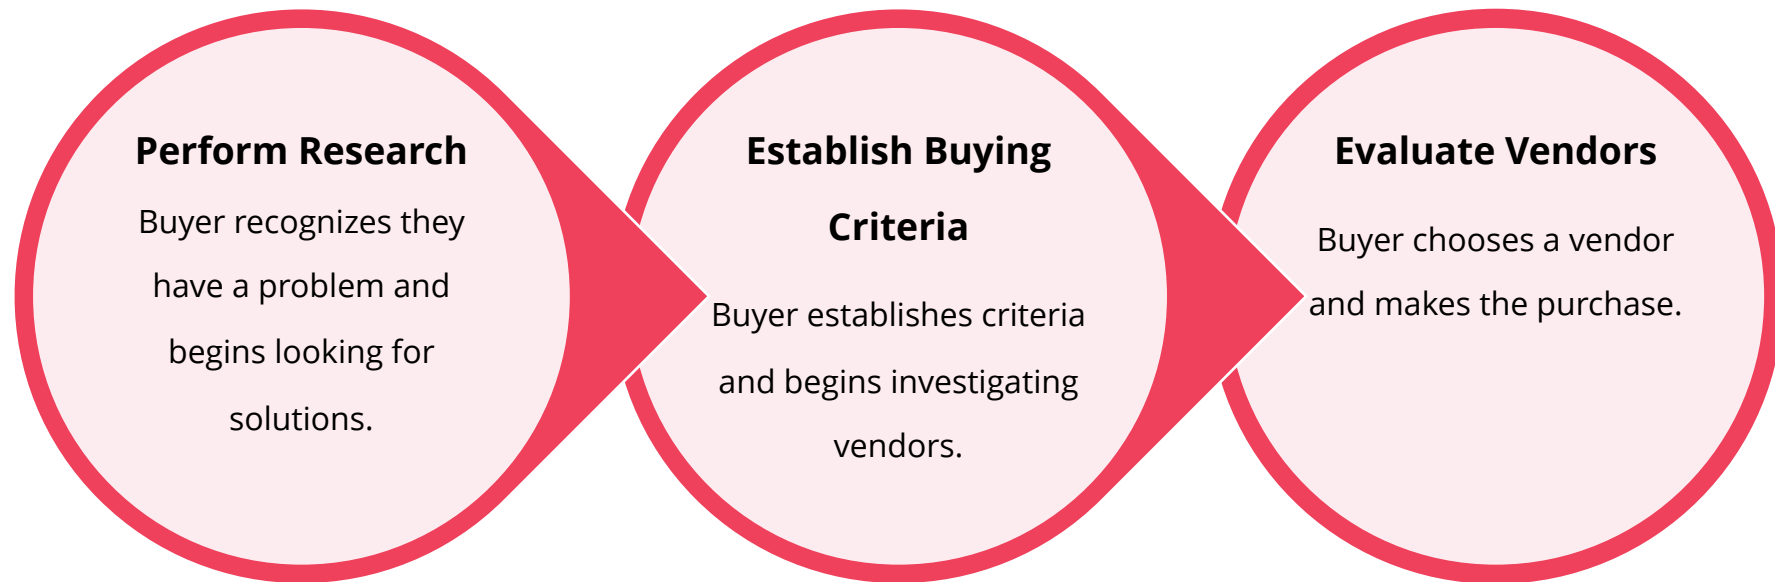 Perform Research
Buyer recognizes they
have a problem and
begins looking for
solutions.
Establish Buying
Criteria
Buyer establishes criteria
and begins investigating
vendors.
Evaluate Vendors
Buyer chooses a vendor
and makes the purchase.